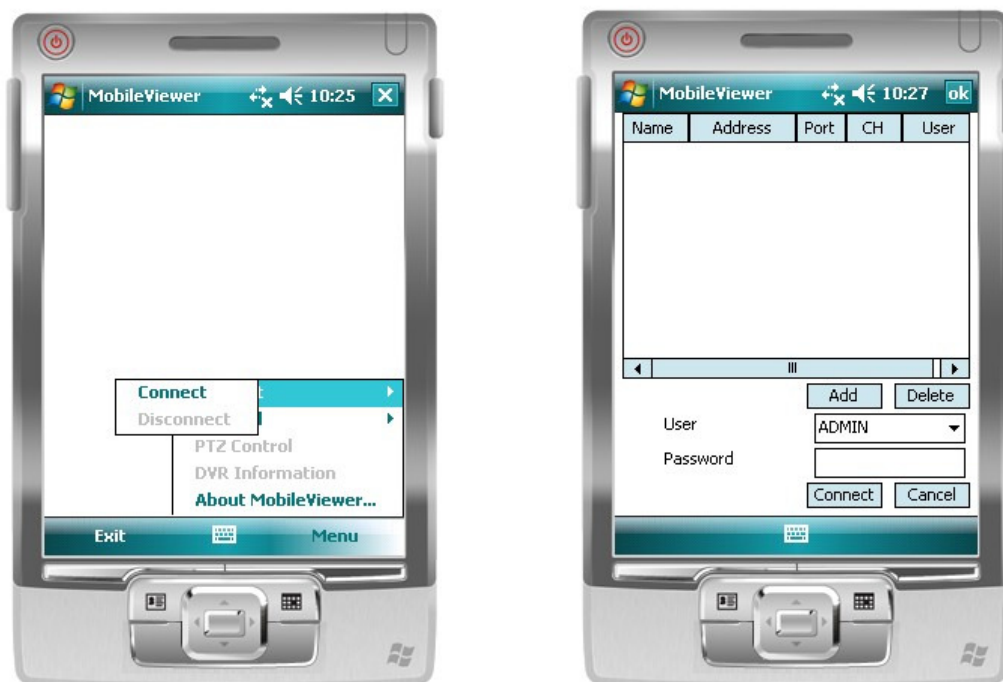 MobileViewer 10:25
Connect
Disconnect
PTZ Control
DVR Information
About MobileViewer...
Exit Menu
MobileViewer 10:27 ok
Name Address Port CH User
Add Delete
User ADMIN
Password
Connect Cancel